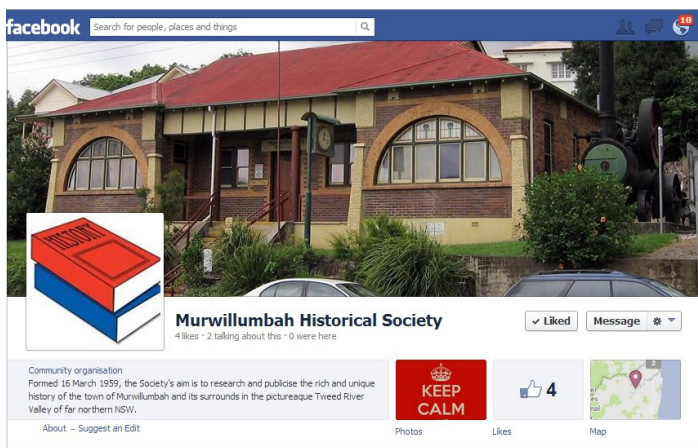 facebook Search for people, places and things 10
HISTORY
Murwillumbah Historical Society
4 likes · 2 talking about this · 0 were here
✓ Liked
Message
Community organisation
Formed 16 March 1959, the Society's aim is to research and publicise the rich and unique
history of the town of Murwillumbah and its surrounds in the picturesque Tweed River
Valley of far northern NSW.
About – Suggest an Edit
KEEP
CALM
Photos
4
Likes
2
Map